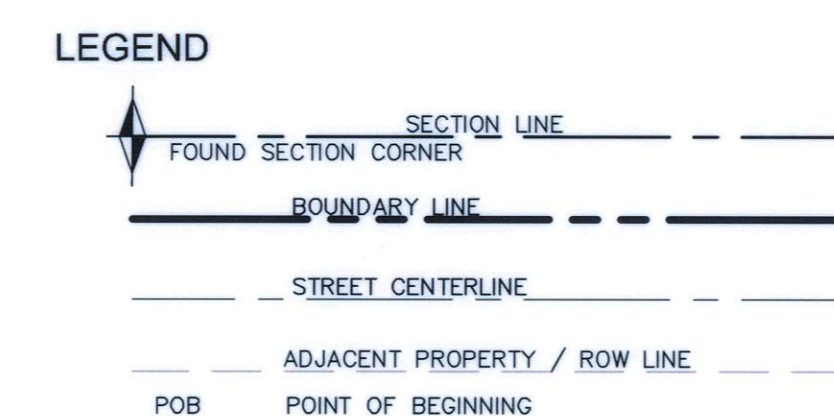 LEGEND
SECTION LINE
FOUND SECTION CORNER
BOUNDARY LINE
STREET CENTERLINE
ADJACENT PROPERTY / ROW LINE
POB POINT OF BEGINNING